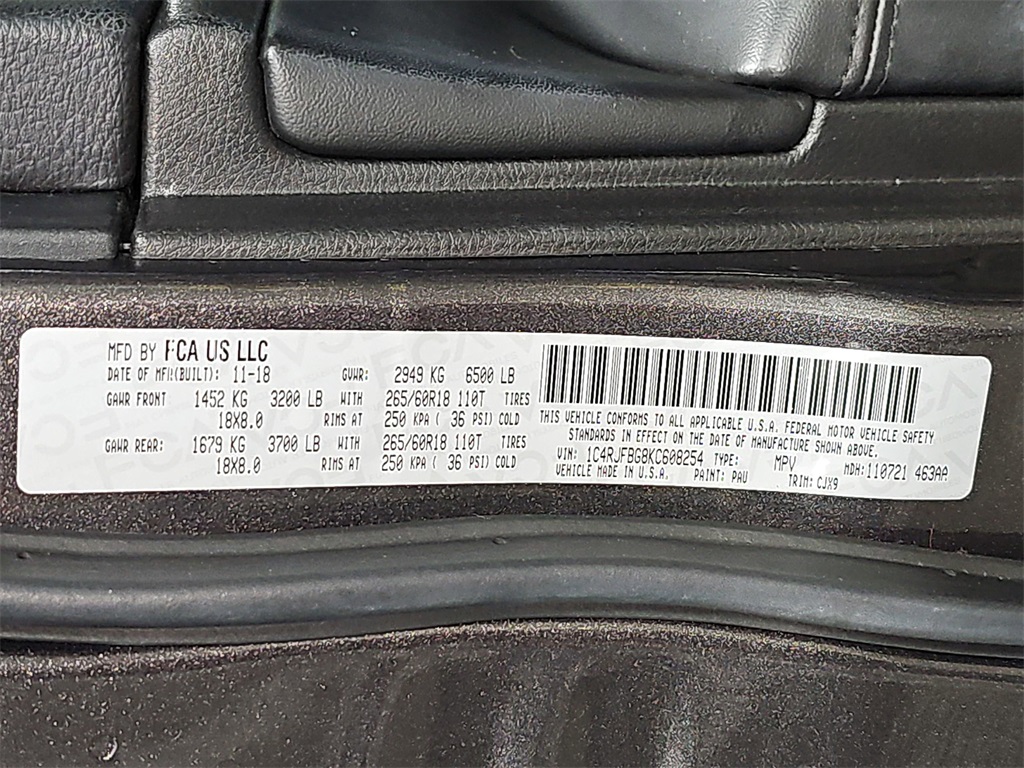 MFD BY FCA US LLC
DATE OF MFR(BUILT): 11-18 GVWR: 2949 KG 6500 LB
GAWR FRONT 1452 KG 3200 LB WITH 265/60R18 110T TIRES
18X8.0 RIMS AT 250 KPA ( 36 PSI) COLD
GAWR REAR: 1679 KG 3700 LB WITH 265/60R18 110T TIRES
18X8.0 RIMS AT 250 KPA ( 36 PSI) COLD
THIS VEHICLE CONFORMS TO ALL APPLICABLE U.S.A. FEDERAL MOTOR VEHICLE SAFETY
STANDARDS IN EFFECT ON THE DATE OF MANUFACTURE SHOWN ABOVE.
VIN: 1C4RJFBG8KC608254 TYPE: MPV MDH: 110721 463AA
VEHICLE MADE IN U.S.A. PAINT: PAU TRIM: CJX9